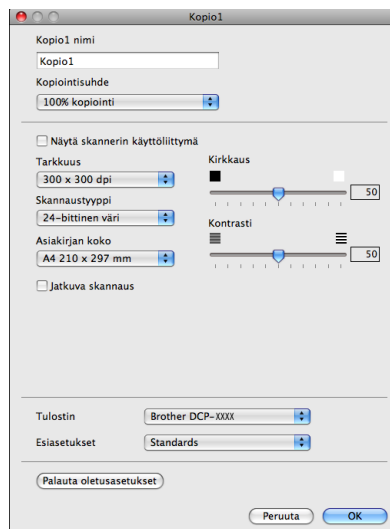 Kopio1
Kopio1 nimi
Kopio1
Kopiointisuhde
100% kopiointi
Näytä skannerin käyttöliittymä
Tarkkuus
300 x 300 dpi
Skannaustyyppi
24-bittinen väri
Asiakirjan koko
A4 210 x 297 mm
Jatkuva skannaus
Kirkkaus
50
Kontrasti
50
Tulostin
Brother DCP-XXXX
Esiasetukset
Standards
Palauta oletusasetukset
Peruuta
OK